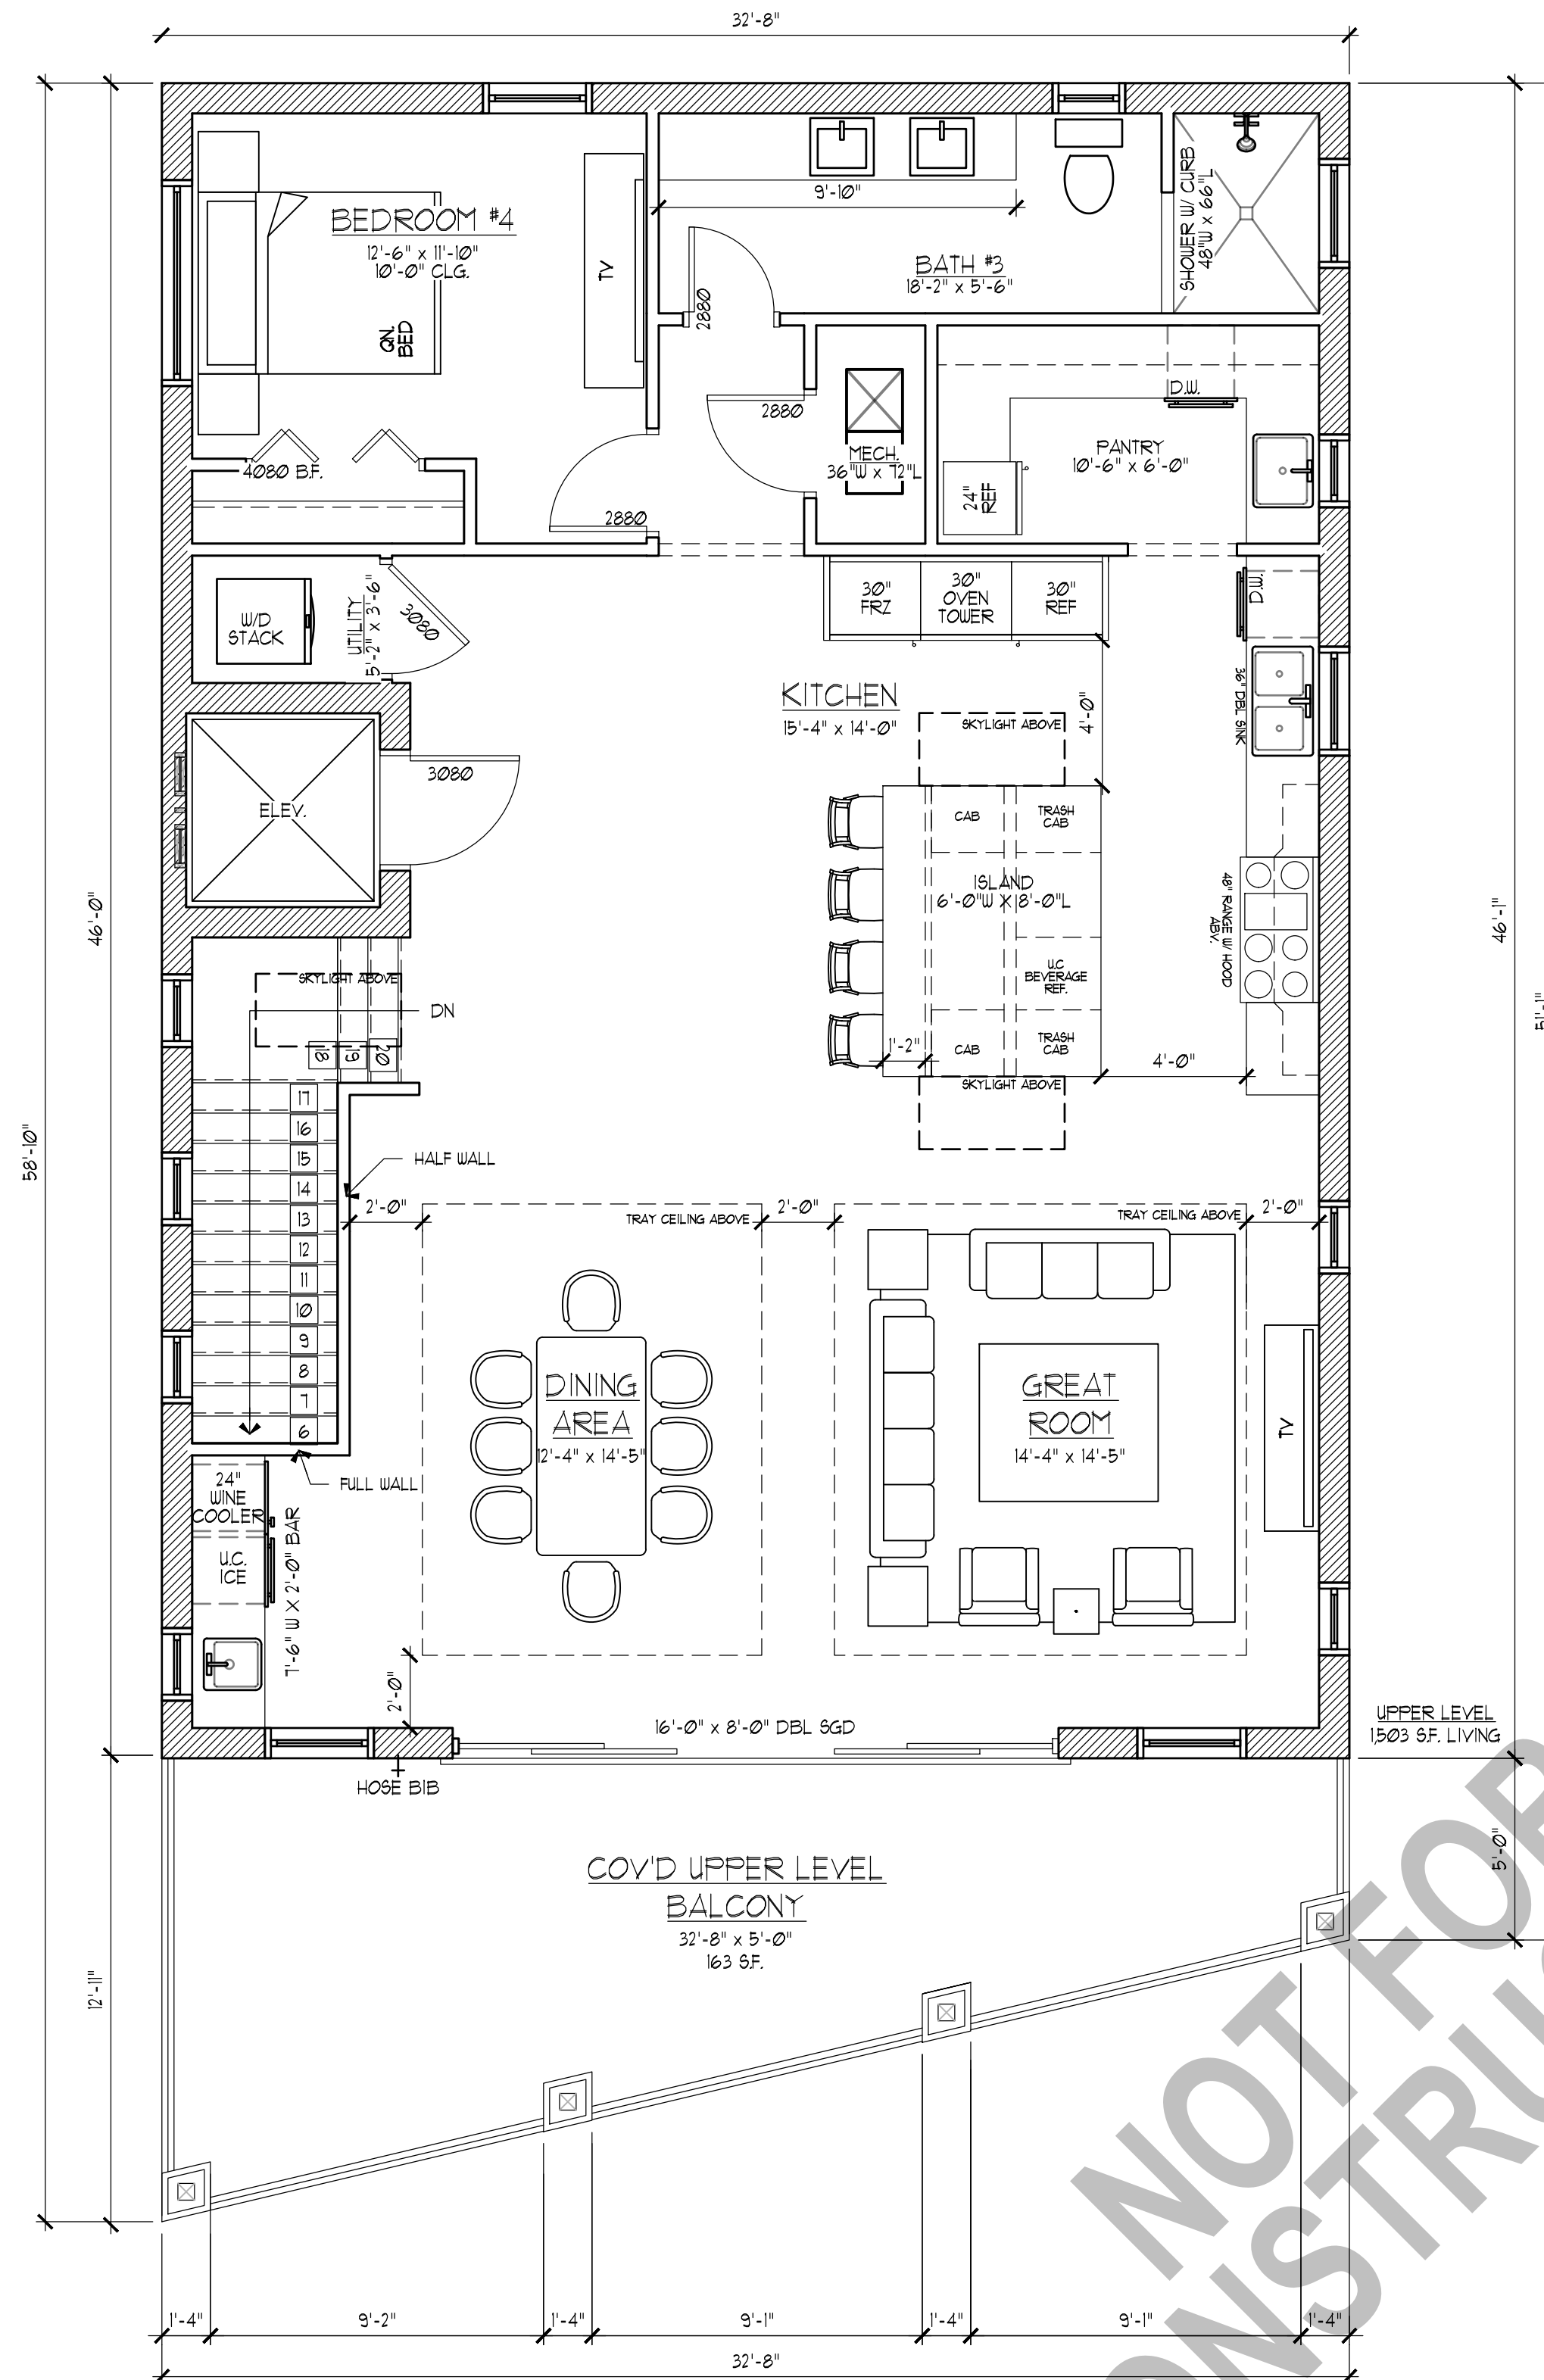 32'-8"
BEDROOM #4
12'-6" x 11'-10"
10'-0" CLG.
QN.
BED
TV
9'-10"
BATH #3
18'-2" x 5'-6"
SHOWER W/ CURB
48"W x 66"L
2880
2880
2880
4080 B.F.
MECH.
36"W x 72"L
D.W.
PANTRY
10'-6" x 6'-0"
24"
REF
W/D
STACK
UTILITY
5'-2" x 3'-6"
3080
30"
FRZ
30"
OVEN
TOWER
30"
REF
D.W.
36" DBL SINK
KITCHEN
15'-4" x 14'-0"
SKYLIGHT ABOVE
4'-0"
ELEV.
3080
CAB
TRASH
CAB
ISLAND
6'-0"W X 8'-0"L
48" RANGE W/ HOOD
ABV.
U.C
BEVERAGE
REF.
CAB
TRASH
CAB
1'-2"
4'-0"
SKYLIGHT ABOVE
46'-0"
46'-1"
51'-1"
58'-10"
SKYLIGHT ABOVE
DN
18
19
20
17
16
15
14
13
12
11
10
9
8
7
6
HALF WALL
2'-0"
TRAY CEILING ABOVE
2'-0"
TRAY CEILING ABOVE
2'-0"
DINING
AREA
12'-4" x 14'-5"
GREAT
ROOM
14'-4" x 14'-5"
TV
FULL WALL
24"
WINE
COOLER
U.C.
ICE
7'-6" W X 2'-0" BAR
2'-0"
16'-0" x 8'-0" DBL SGD
HOSE BIB
UPPER LEVEL
1,503 S.F. LIVING
COV'D UPPER LEVEL
BALCONY
32'-8" x 5'-0"
163 S.F.
5'-0"
12'-11"
NOT FOR
ONSTRU
1'-4"
9'-2"
1'-4"
9'-1"
1'-4"
9'-1"
1'-4"
32'-8"